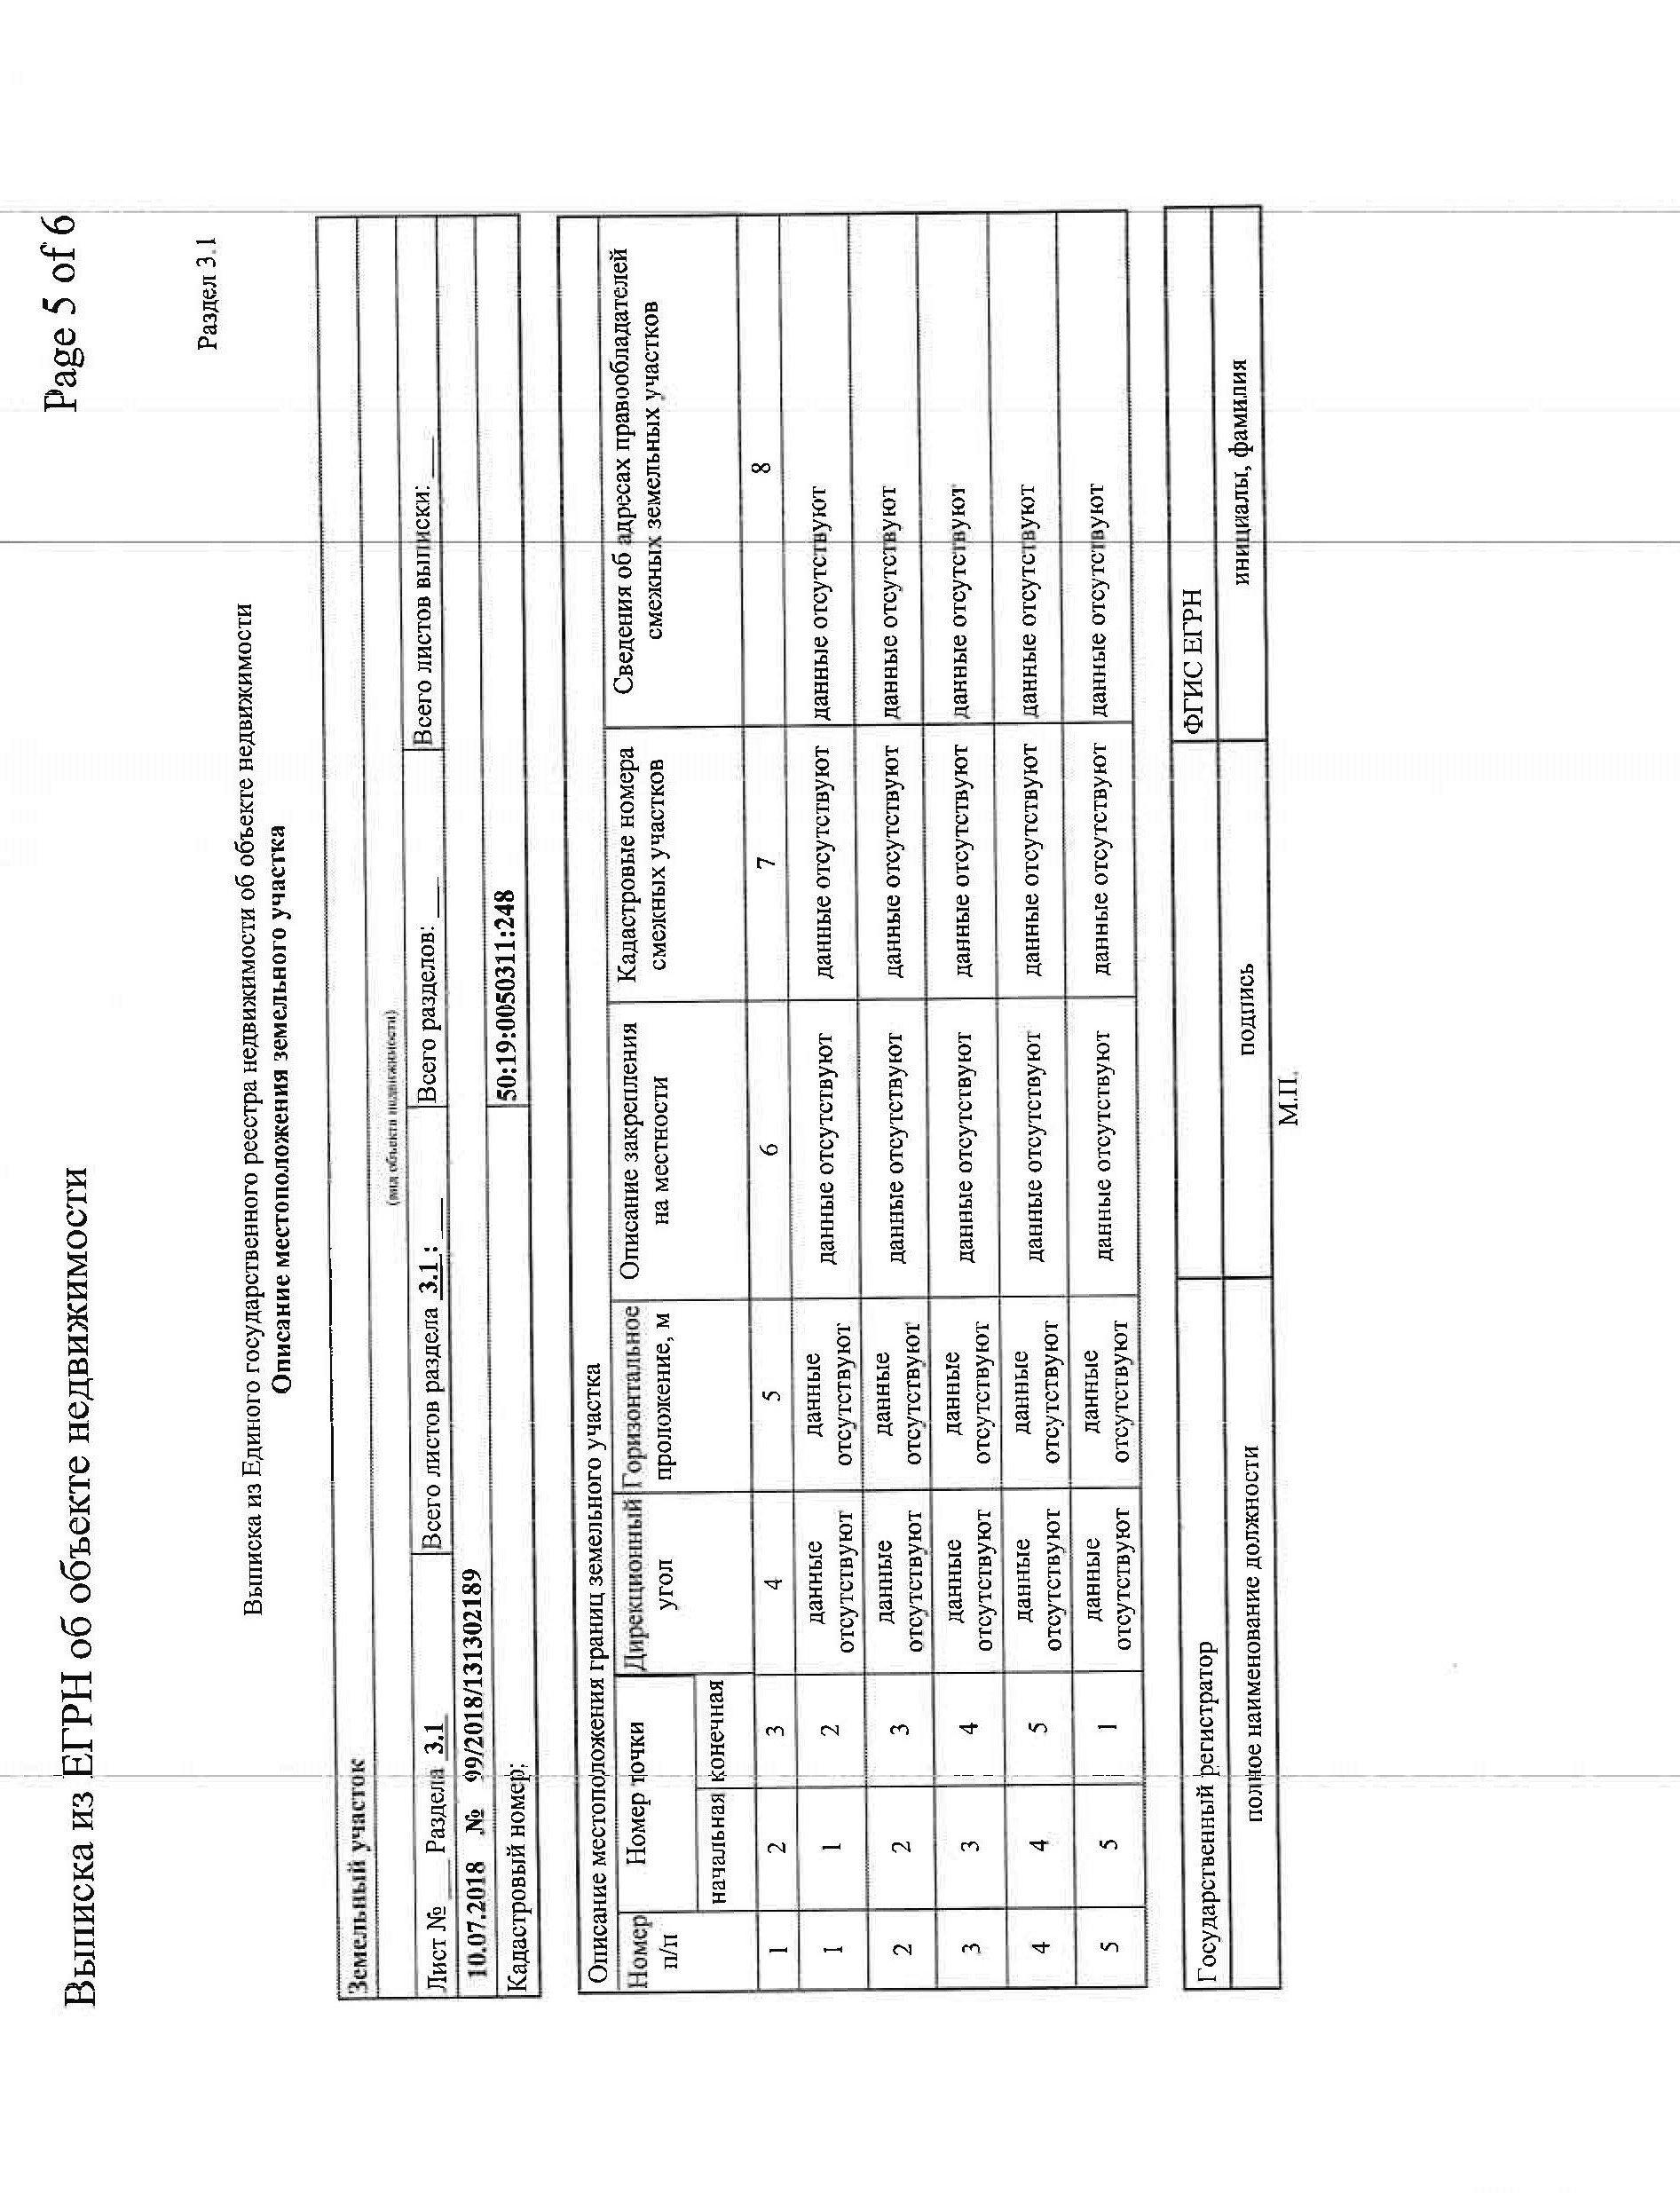 Выписка из ЕГРН об объекте недвижимости Page 5 of 6
Раздел 3.1
Выписка из Единого государственного реестра недвижимости об объекте недвижимости
Описание местоположения земельного участка
Земельный участок
(вид объекта недвижимости)
Лист № ___ Раздела 3.1 Всего листов раздела 3.1 : ___ Всего разделов: ___ Всего листов выписки: ___
10.07.2018 № 99/2018/131302189
Кадастровый номер: 50:19:0050311:248
Описание местоположения границ земельного участка
Номер п/п Номер точки Дирекционный угол Горизонтальное проложение, м Описание закрепления на местности Кадастровые номера смежных участков Сведения об адресах правообладателей смежных земельных участков
начальная конечная
1 2 3 4 5 6 7 8
1 1 2 данные отсутствуют данные отсутствуют данные отсутствуют данные отсутствуют данные отсутствуют
2 2 3 данные отсутствуют данные отсутствуют данные отсутствуют данные отсутствуют данные отсутствуют
3 3 4 данные отсутствуют данные отсутствуют данные отсутствуют данные отсутствуют данные отсутствуют
4 4 5 данные отсутствуют данные отсутствуют данные отсутствуют данные отсутствуют данные отсутствуют
5 5 1 данные отсутствуют данные отсутствуют данные отсутствуют данные отсутствуют данные отсутствуют
Государственный регистратор ФГИС ЕГРН
полное наименование должности подпись инициалы, фамилия
М.П.